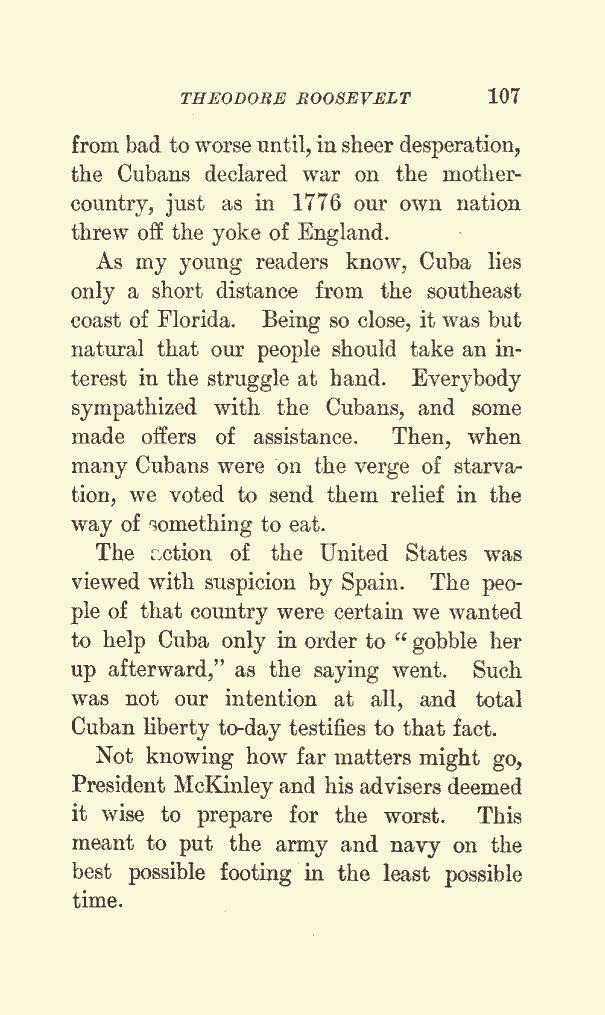 THEODORE ROOSEVELT 107
from bad to worse until, in sheer desperation,
the Cubans declared war on the mother-
country, just as in 1776 our own nation
threw off the yoke of England.
As my young readers know, Cuba lies
only a short distance from the southeast
coast of Florida. Being so close, it was but
natural that our people should take an in-
terest in the struggle at hand. Everybody
sympathized with the Cubans, and some
made offers of assistance. Then, when
many Cubans were on the verge of starva-
tion, we voted to send them relief in the
way of something to eat.
The action of the United States was
viewed with suspicion by Spain. The peo-
ple of that country were certain we wanted
to help Cuba only in order to “gobble her
up afterward,” as the saying went. Such
was not our intention at all, and total
Cuban liberty to-day testifies to that fact.
Not knowing how far matters might go,
President McKinley and his advisers deemed
it wise to prepare for the worst. This
meant to put the army and navy on the
best possible footing in the least possible
time.